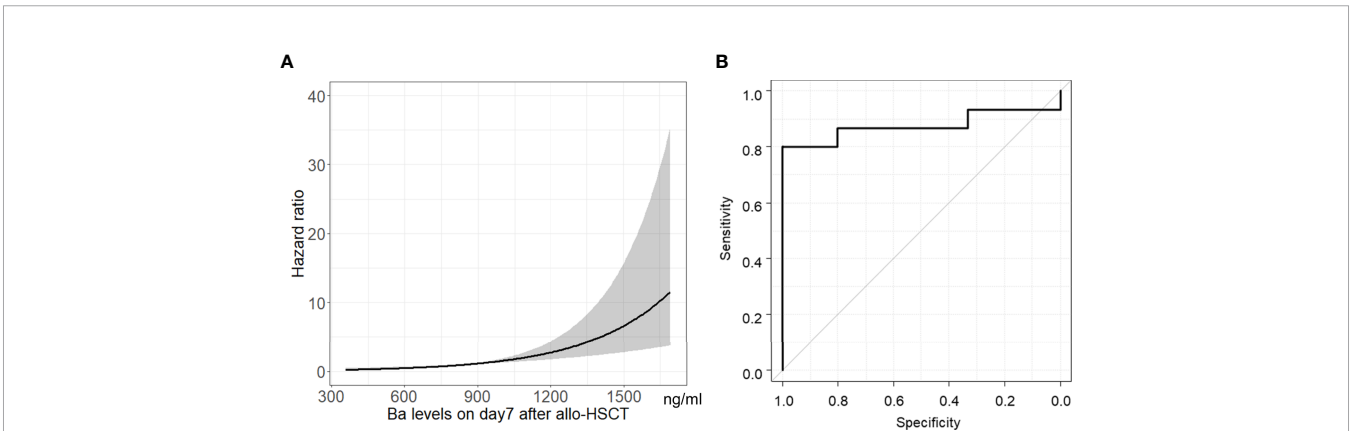 A
40
30
20
10
0
Hazard ratio
300 600 900 1200 1500 ng/ml
Ba levels on day7 after allo-HSCT
B
1.0
0.8
0.6
0.4
0.2
0.0
Sensitivity
1.0 0.8 0.6 0.4 0.2 0.0
Specificity